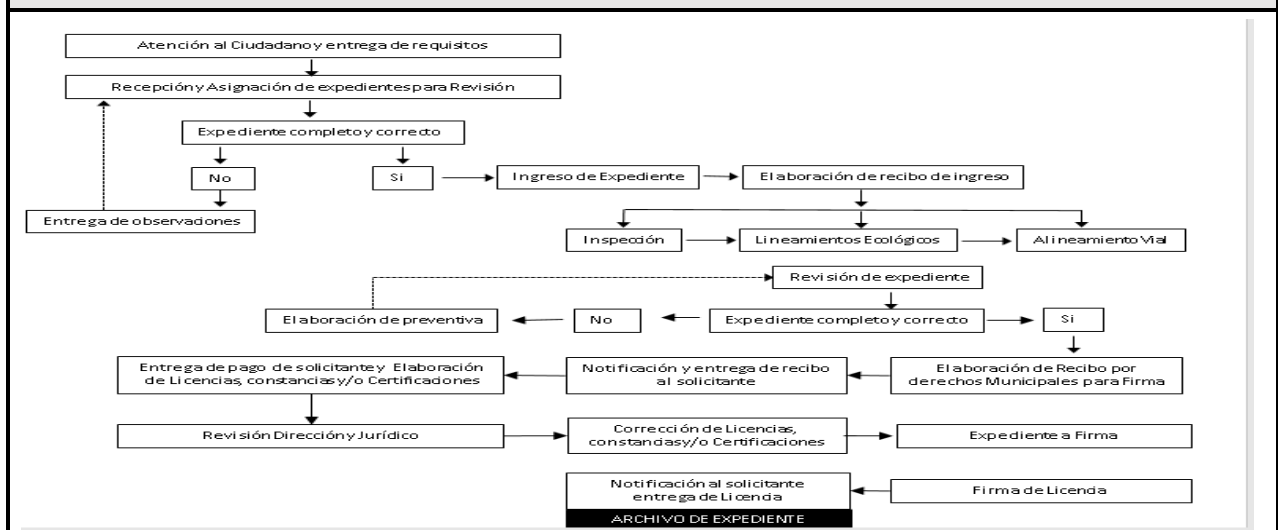 Atención al Ciudadano y entrega de requisitos
Recepción y Asignación de expedientes para Revisión
Expediente completo y correcto
No
Si
Ingreso de Expediente
Elaboración de recibo de ingreso
Entrega de observaciones
Inspección
Lineamientos Ecológicos
Alineamiento Vial
Revisión de expediente
Elaboración de preventiva
No
Expediente completo y correcto
Si
Entrega de pago de solicitante y Elaboración
de Licencias, constancias y/o Certificaciones
Notificación y entrega de recibo
al solicitante
Elaboración de Recibo por
derechos Municipales para Firma
Revisión Dirección y Jurídico
Corrección de Licencias,
constancias y/o Certificaciones
Expediente a Firma
Notificación al solicitante
entrega de Licencia
Firma de Licencia
ARCHIVO DE EXPEDIENTE